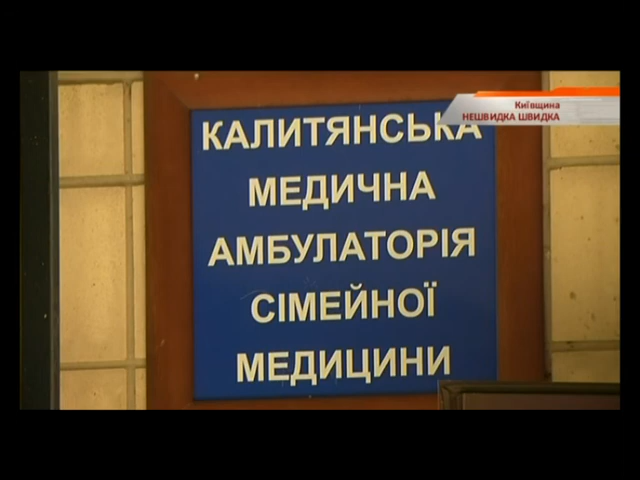 Київщина
НЕШВИДКА ШВИДКА
КАЛИТЯНСЬКА
МЕДИЧНА
АМБУЛАТОРІЯ
СІМЕЙНОЇ
МЕДИЦИНИ